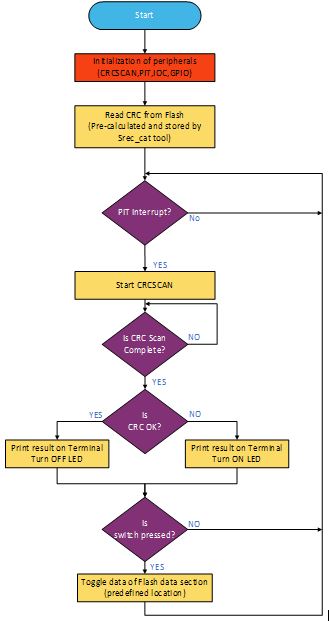 Start
Initialization of peripherals
(CRCSCAN,PIT,IOC,GPIO)
Read CRC from Flash
(Pre-calculated and stored by
Srec_cat tool)
PIT Interrupt?
No
YES
Start CRCSCAN
Is CRC Scan
Complete?
NO
YES
Is
CRC OK?
YES
NO
Print result on Terminal
Turn OFF LED
Print result on Terminal
Turn ON LED
Is
switch pressed?
NO
YES
Toggle data of Flash data section
(predefined location)